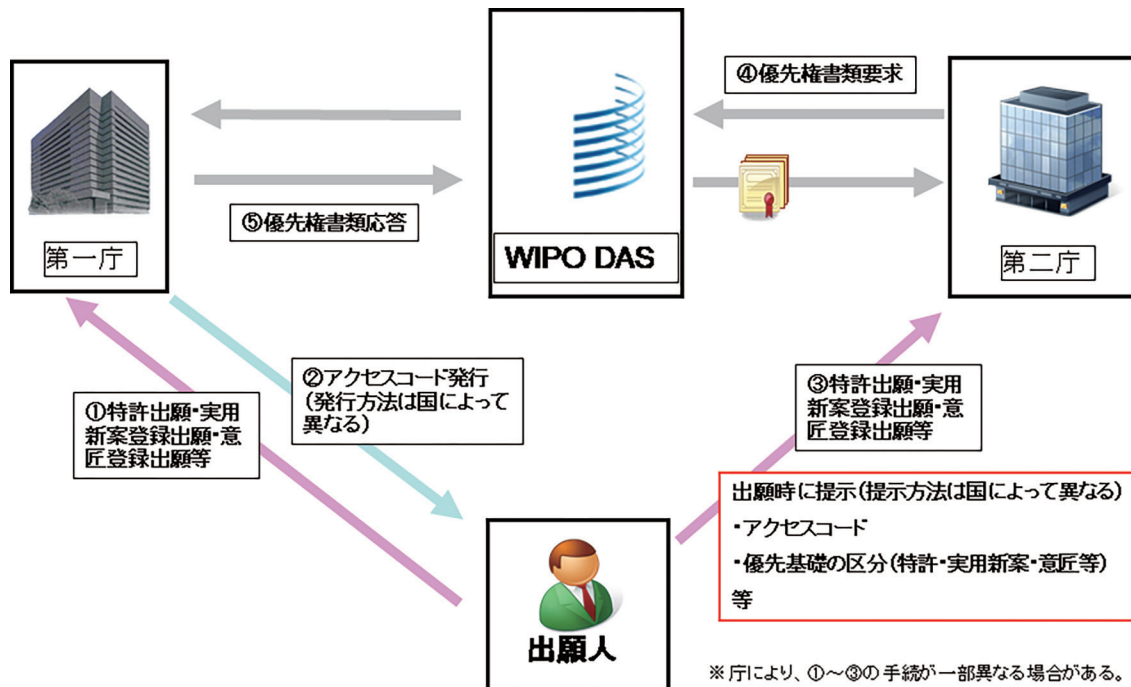 ④優先権書類要求
⑤優先権書類応答
第一庁
WIPO DAS
第二庁
②アクセスコード発行
(発行方法は国によって
異なる)
①特許出願・実用
新案登録出願・意
匠登録出願等
③特許出願・実用
新案登録出願・意
匠登録出願等
出願時に提示(提示方法は国によって異なる)
・アクセスコード
・優先基礎の区分(特許・実用新案・意匠等)
等
出願人
※庁により、①~③の手続が一部異なる場合がある。